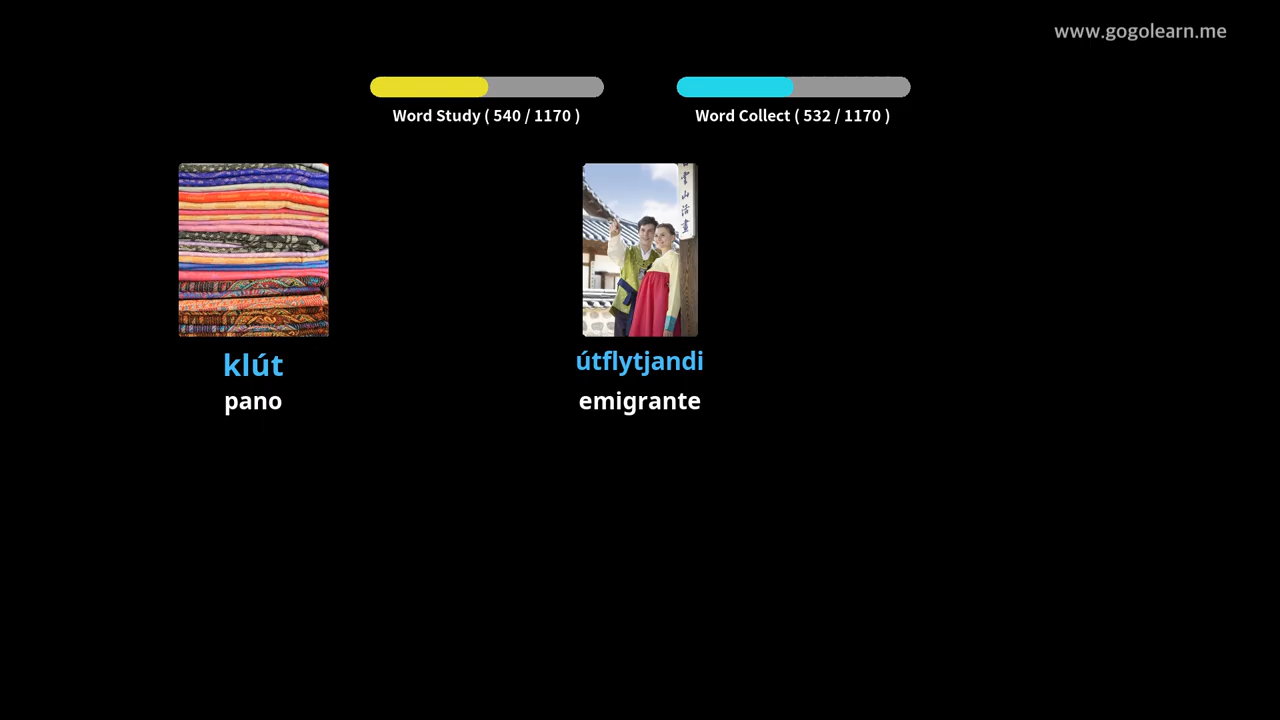 www.gogolearn.me
Word Study ( 540 / 1170 )
Word Collect ( 532 / 1170 )
klút
pano
útflytjandi
emigrante